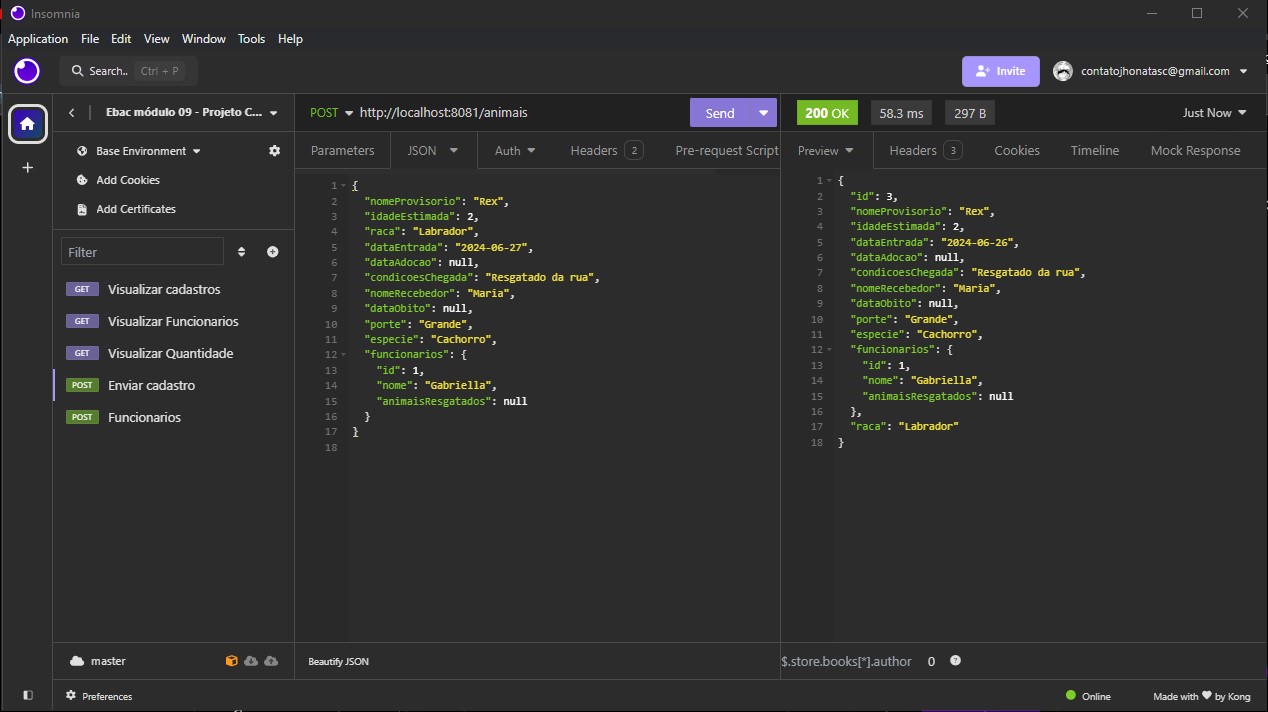 Insomnia
Application File Edit View Window Tools Help
Search.. Ctrl + P
Invite
contatojhonatasc@gmail.com
Ebac módulo 09 - Projeto C...
Base Environment
Add Cookies
Add Certificates
Filter
GET Visualizar cadastros
GET Visualizar Funcionarios
GET Visualizar Quantidade
POST Enviar cadastro
POST Funcionarios
master
Preferences
POST http://localhost:8081/animais Send
Parameters JSON Auth Headers 2 Pre-request Script
1 {
2 "nomeProvisorio": "Rex",
3 "idadeEstimada": 2,
4 "raca": "Labrador",
5 "dataEntrada": "2024-06-27",
6 "dataAdocao": null,
7 "condicoesChegada": "Resgatado da rua",
8 "nomeRecebedor": "Maria",
9 "dataObito": null,
10 "porte": "Grande",
11 "especie": "Cachorro",
12 "funcionarios": {
13 "id": 1,
14 "nome": "Gabriella",
15 "animaisResgatados": null
16 }
17 }
18
Beautify JSON
200 OK 58.3 ms 297 B Just Now
Preview Headers 3 Cookies Timeline Mock Response
1 {
2 "id": 3,
3 "nomeProvisorio": "Rex",
4 "idadeEstimada": 2,
5 "dataEntrada": "2024-06-26",
6 "dataAdocao": null,
7 "condicoesChegada": "Resgatado da rua",
8 "nomeRecebedor": "Maria",
9 "dataObito": null,
10 "porte": "Grande",
11 "especie": "Cachorro",
12 "funcionarios": {
13 "id": 1,
14 "nome": "Gabriella",
15 "animaisResgatados": null
16 },
17 "raca": "Labrador"
18 }
$.store.books[*].author 0 ?
Online
Made with ❤ by Kong